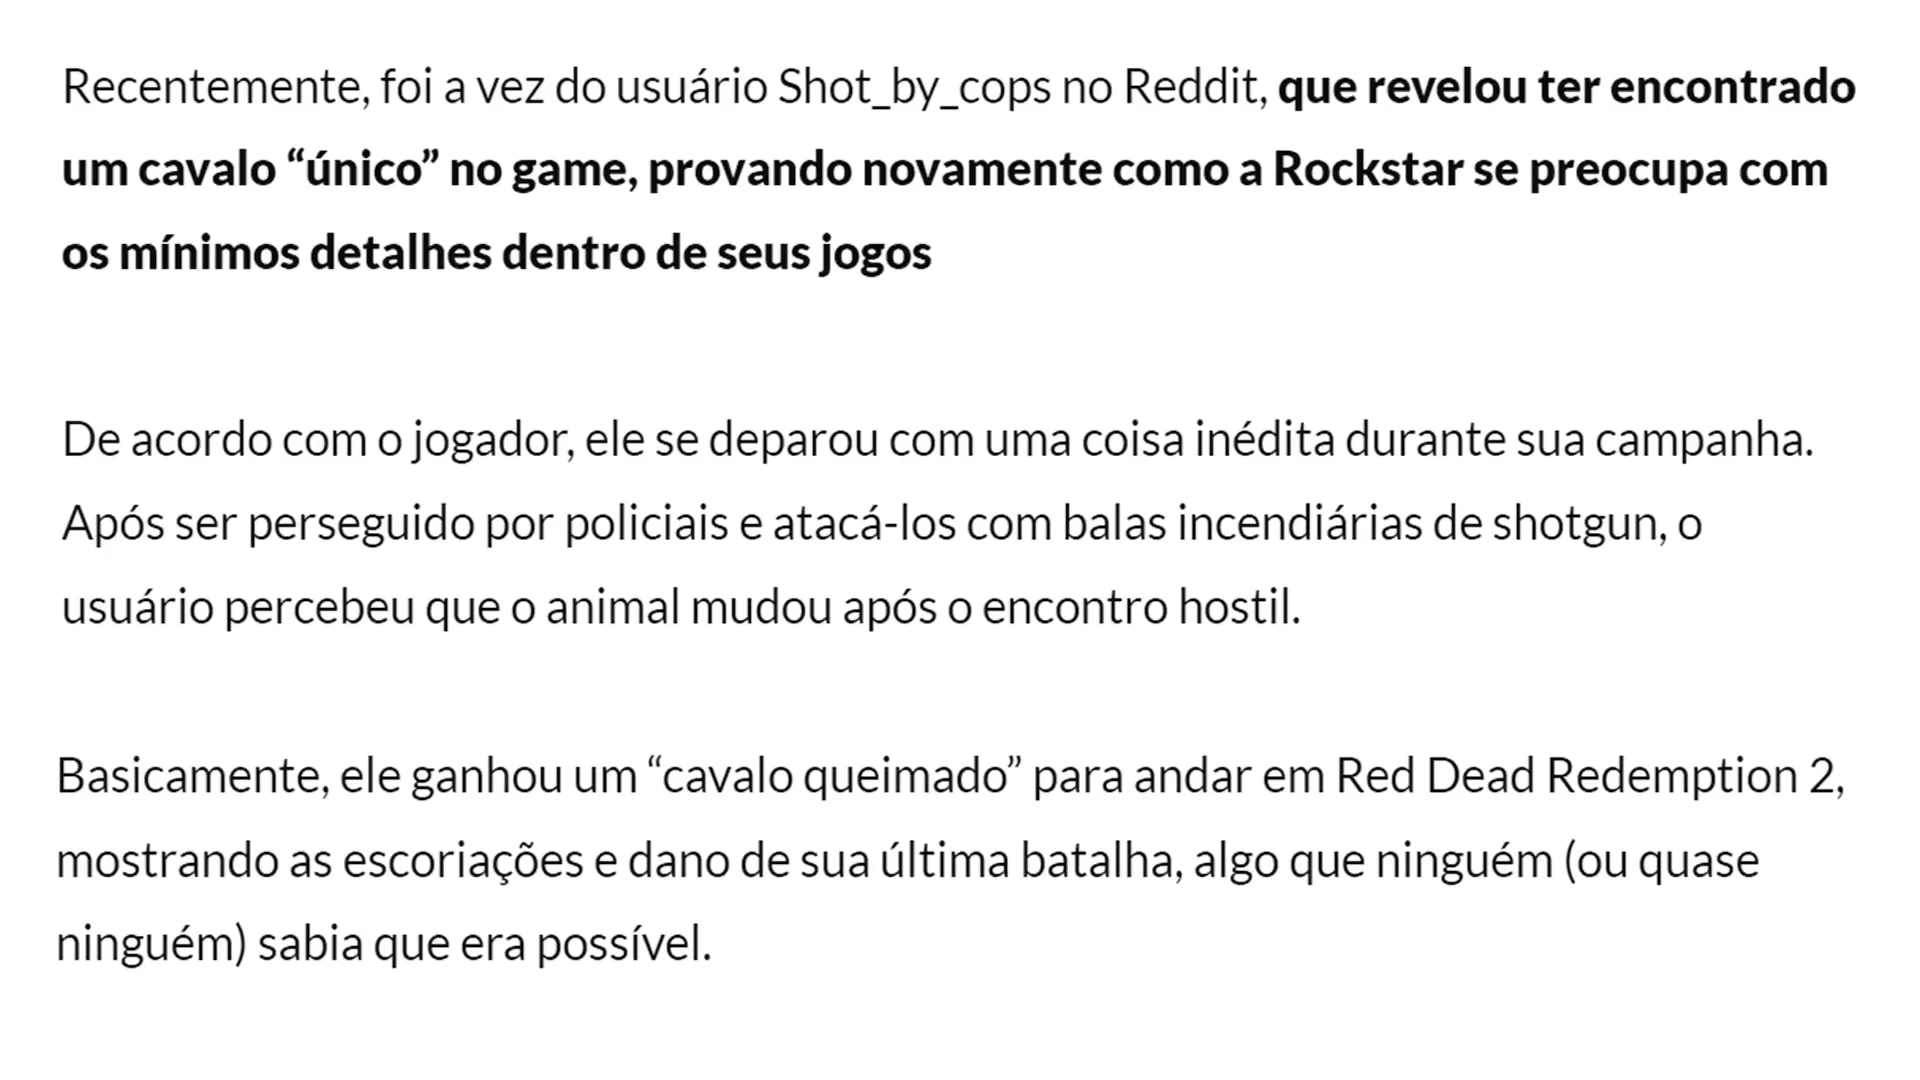 Recentemente, foi a vez do usuário Shot_by_cops no Reddit, que revelou ter encontrado
um cavalo “único” no game, provando novamente como a Rockstar se preocupa com
os mínimos detalhes dentro de seus jogos
De acordo com o jogador, ele se deparou com uma coisa inédita durante sua campanha.
Após ser perseguido por policiais e atacá-los com balas incendiárias de shotgun, o
usuário percebeu que o animal mudou após o encontro hostil.
Basicamente, ele ganhou um “cavalo queimado” para andar em Red Dead Redemption 2,
mostrando as escoriações e dano de sua última batalha, algo que ninguém (ou quase
ninguém) sabia que era possível.